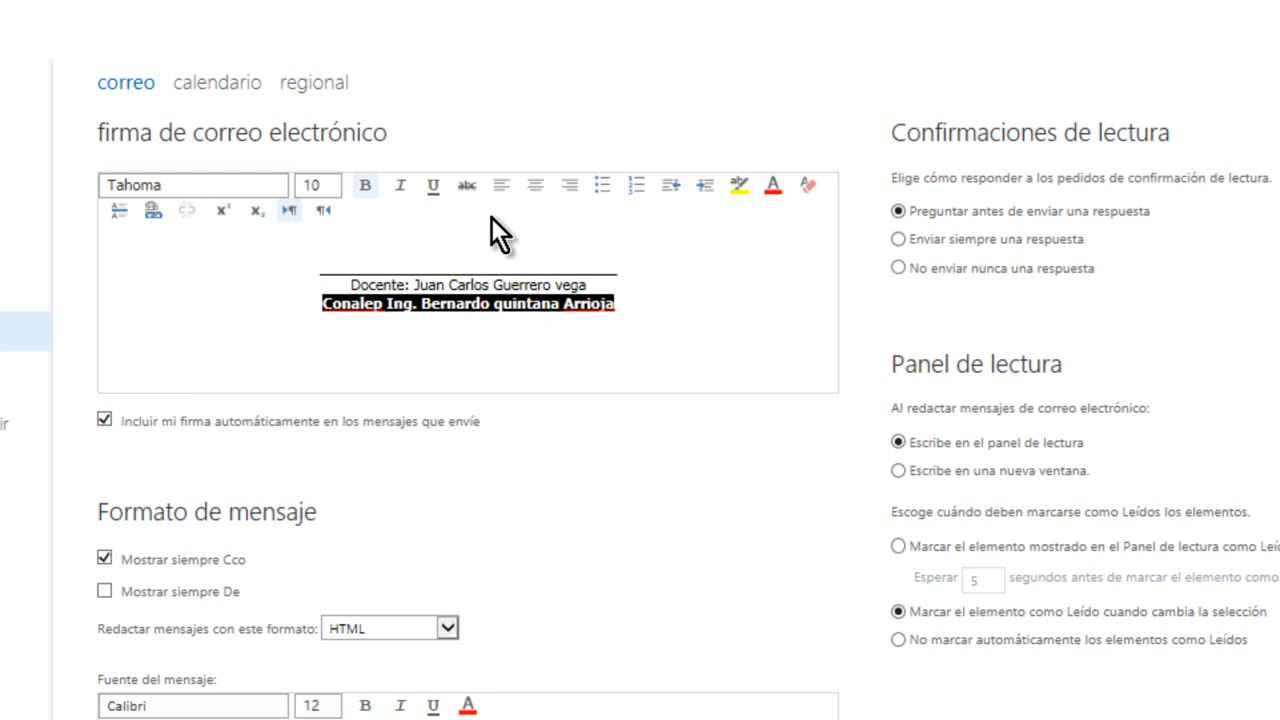 correo calendario regional
firma de correo electrónico
Tahoma 10 B I U abc ab A A
A x² x₂
Docente: Juan Carlos Guerrero vega
Conalep Ing. Bernardo quintana Arrioja
Incluir mi firma automáticamente en los mensajes que envíe
ir
Formato de mensaje
Mostrar siempre Cco
Mostrar siempre De
Redactar mensajes con este formato: HTML
Fuente del mensaje:
Calibri 12 B I U A
Confirmaciones de lectura
Elige cómo responder a los pedidos de confirmación de lectura.
Preguntar antes de enviar una respuesta
Enviar siempre una respuesta
No enviar nunca una respuesta
Panel de lectura
Al redactar mensajes de correo electrónico:
Escribe en el panel de lectura
Escribe en una nueva ventana.
Escoge cuándo deben marcarse como Leídos los elementos.
Marcar el elemento mostrado en el Panel de lectura como
Esperar 5 segundos antes de marcar el elemento como
Marcar el elemento como Leído cuando cambia la selección
No marcar automáticamente los elementos como Leídos